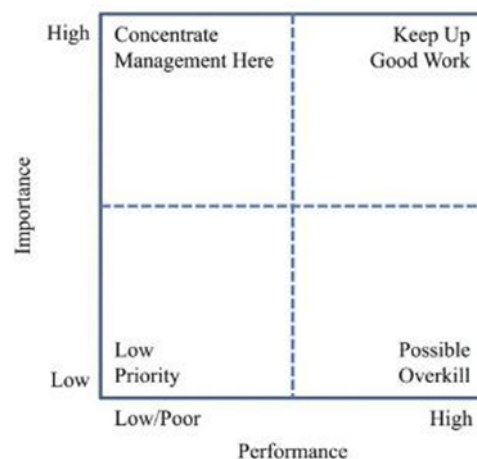 High
Concentrate
Management Here
Keep Up
Good Work
Importance
Low
Priority
Possible
Overkill
Low
Low/Poor
High
Performance